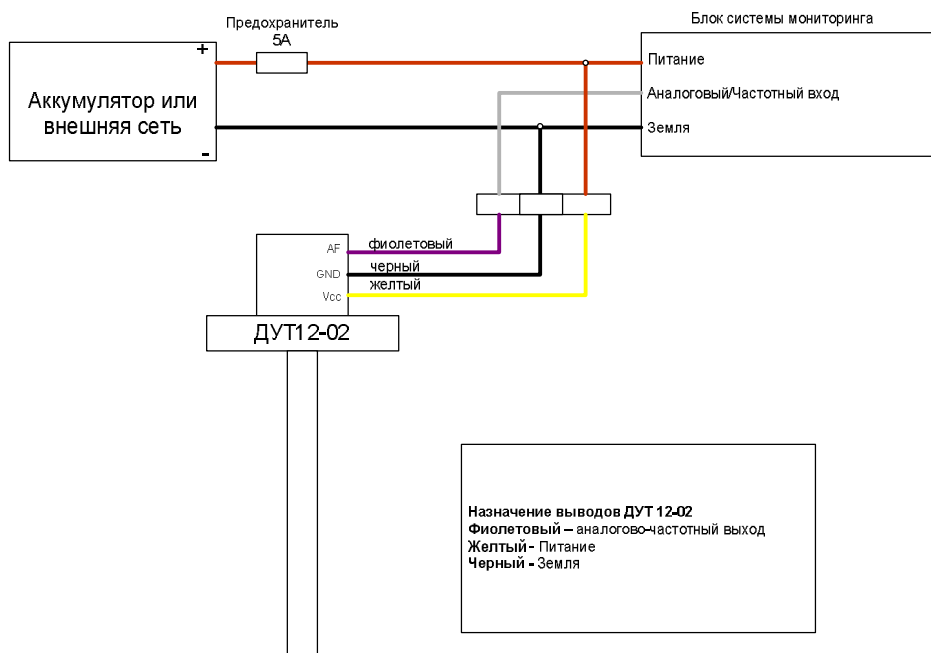 Предохранитель
5А
Блок системы мониторинга
+
Аккумулятор или
внешняя сеть
-
Питание
Аналоговый/Частотный вход
Земля
AF
фиолетовый
GND
черный
Vcc
желтый
ДУТ12-02
Назначение выводов ДУТ 12-02
Фиолетовый – аналогово-частотный выход
Желтый - Питание
Черный - Земля